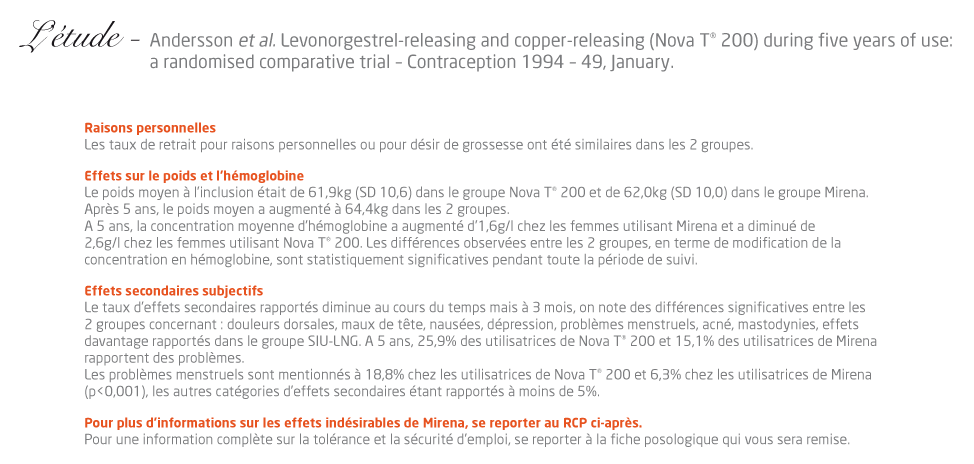 L'étude – Andersson et al. Levonorgestrel-releasing and copper-releasing (Nova T® 200) during five years of use:
a randomised comparative trial – Contraception 1994 – 49, January.
Raisons personnelles
Les taux de retrait pour raisons personnelles ou pour désir de grossesse ont été similaires dans les 2 groupes.
Effets sur le poids et l'hémoglobine
Le poids moyen à l'inclusion était de 61,9kg (SD 10,6) dans le groupe Nova T® 200 et de 62,0kg (SD 10,0) dans le groupe Mirena.
Après 5 ans, le poids moyen a augmenté à 64,4kg dans les 2 groupes.
A 5 ans, la concentration moyenne d'hémoglobine a augmenté d'1,6g/l chez les femmes utilisant Mirena et a diminué de
2,6g/l chez les femmes utilisant Nova T® 200. Les différences observées entre les 2 groupes, en terme de modification de la
concentration en hémoglobine, sont statistiquement significatives pendant toute la période de suivi.
Effets secondaires subjectifs
Le taux d'effets secondaires rapportés diminue au cours du temps mais à 3 mois, on note des différences significatives entre les
2 groupes concernant : douleurs dorsales, maux de tête, nausées, dépression, problèmes menstruels, acné, mastodynies, effets
davantage rapportés dans le groupe SIU-LNG. A 5 ans, 25,9% des utilisatrices de Nova T® 200 et 15,1% des utilisatrices de Mirena
rapportent des problèmes.
Les problèmes menstruels sont mentionnés à 18,8% chez les utilisatrices de Nova T® 200 et 6,3% chez les utilisatrices de Mirena
(p<0,001), les autres catégories d'effets secondaires étant rapportés à moins de 5%.
Pour plus d'informations sur les effets indésirables de Mirena, se reporter au RCP ci-après.
Pour une information complète sur la tolérance et la sécurité d'emploi, se reporter à la fiche posologique qui vous sera remise.